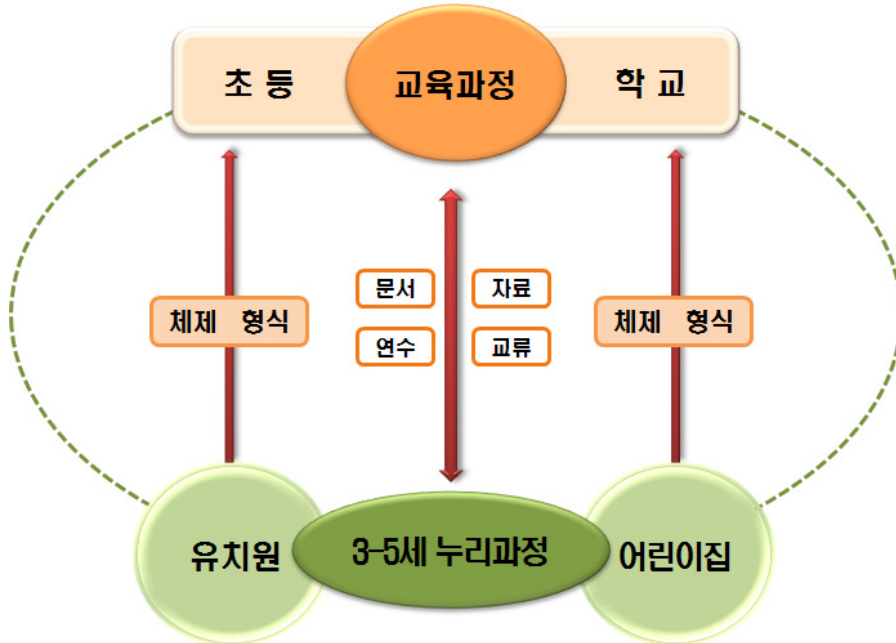 초 등 교육과정 학 교
문서 자료
체제 형식 체제 형식
연수 교류
유치원 3-5세 누리과정 어린이집